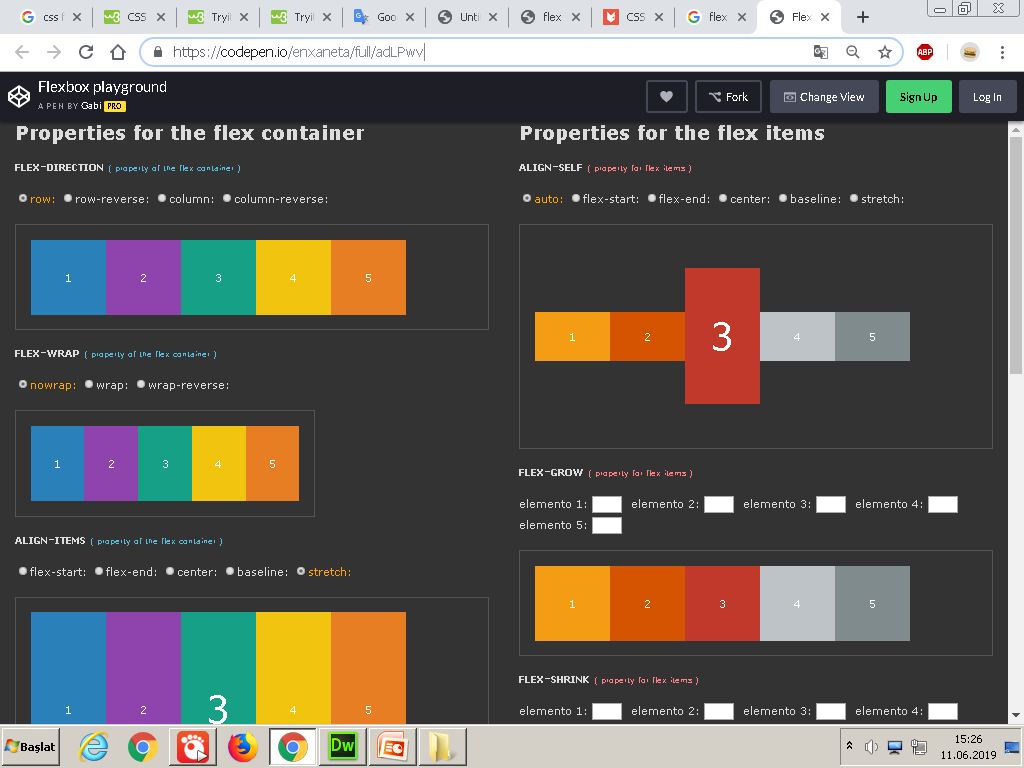 css f
CSS
Tryi
Tryi
Goo
Unti
flex
CSS
flex
Flex
https://codepen.io/enxaneta/full/adLPwv
ABP
Flexbox playground
A PEN BY Gabi PRO
Fork
Change View
Sign Up
Log In
Properties for the flex container
FLEX-DIRECTION ( property of the flex container )
row: row-reverse: column: column-reverse:
1 2 3 4 5
FLEX-WRAP ( property of the flex container )
nowrap: wrap: wrap-reverse:
1 2 3 4 5
ALIGN-ITEMS ( property of the flex container )
flex-start: flex-end: center: baseline: stretch:
1 2 3 4 5
Properties for the flex items
ALIGN-SELF ( property for flex items )
auto: flex-start: flex-end: center: baseline: stretch:
1 2 3 4 5
FLEX-GROW ( property for flex items )
elemento 1: elemento 2: elemento 3: elemento 4:
elemento 5:
1 2 3 4 5
FLEX-SHRINK ( property for flex items )
elemento 1: elemento 2: elemento 3: elemento 4:
Başlat
Dw
15:26
11.06.2019